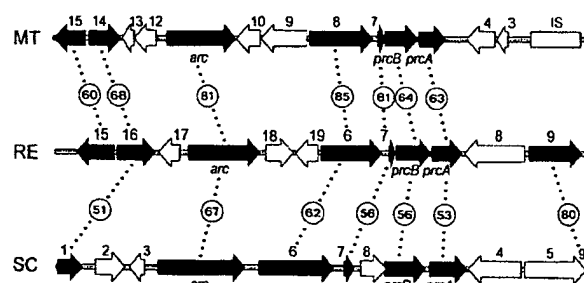 15 14 13 12 10 9 8 7 4 3 IS
MT
arc prcB prcA
60 68 81 85 81 64 63
15 16 17 18 19 6 7 8 9
RE
arc prcB prcA
51 67 62 56 56 53 80
1 2 3 6 7 8 4 5 9
SC